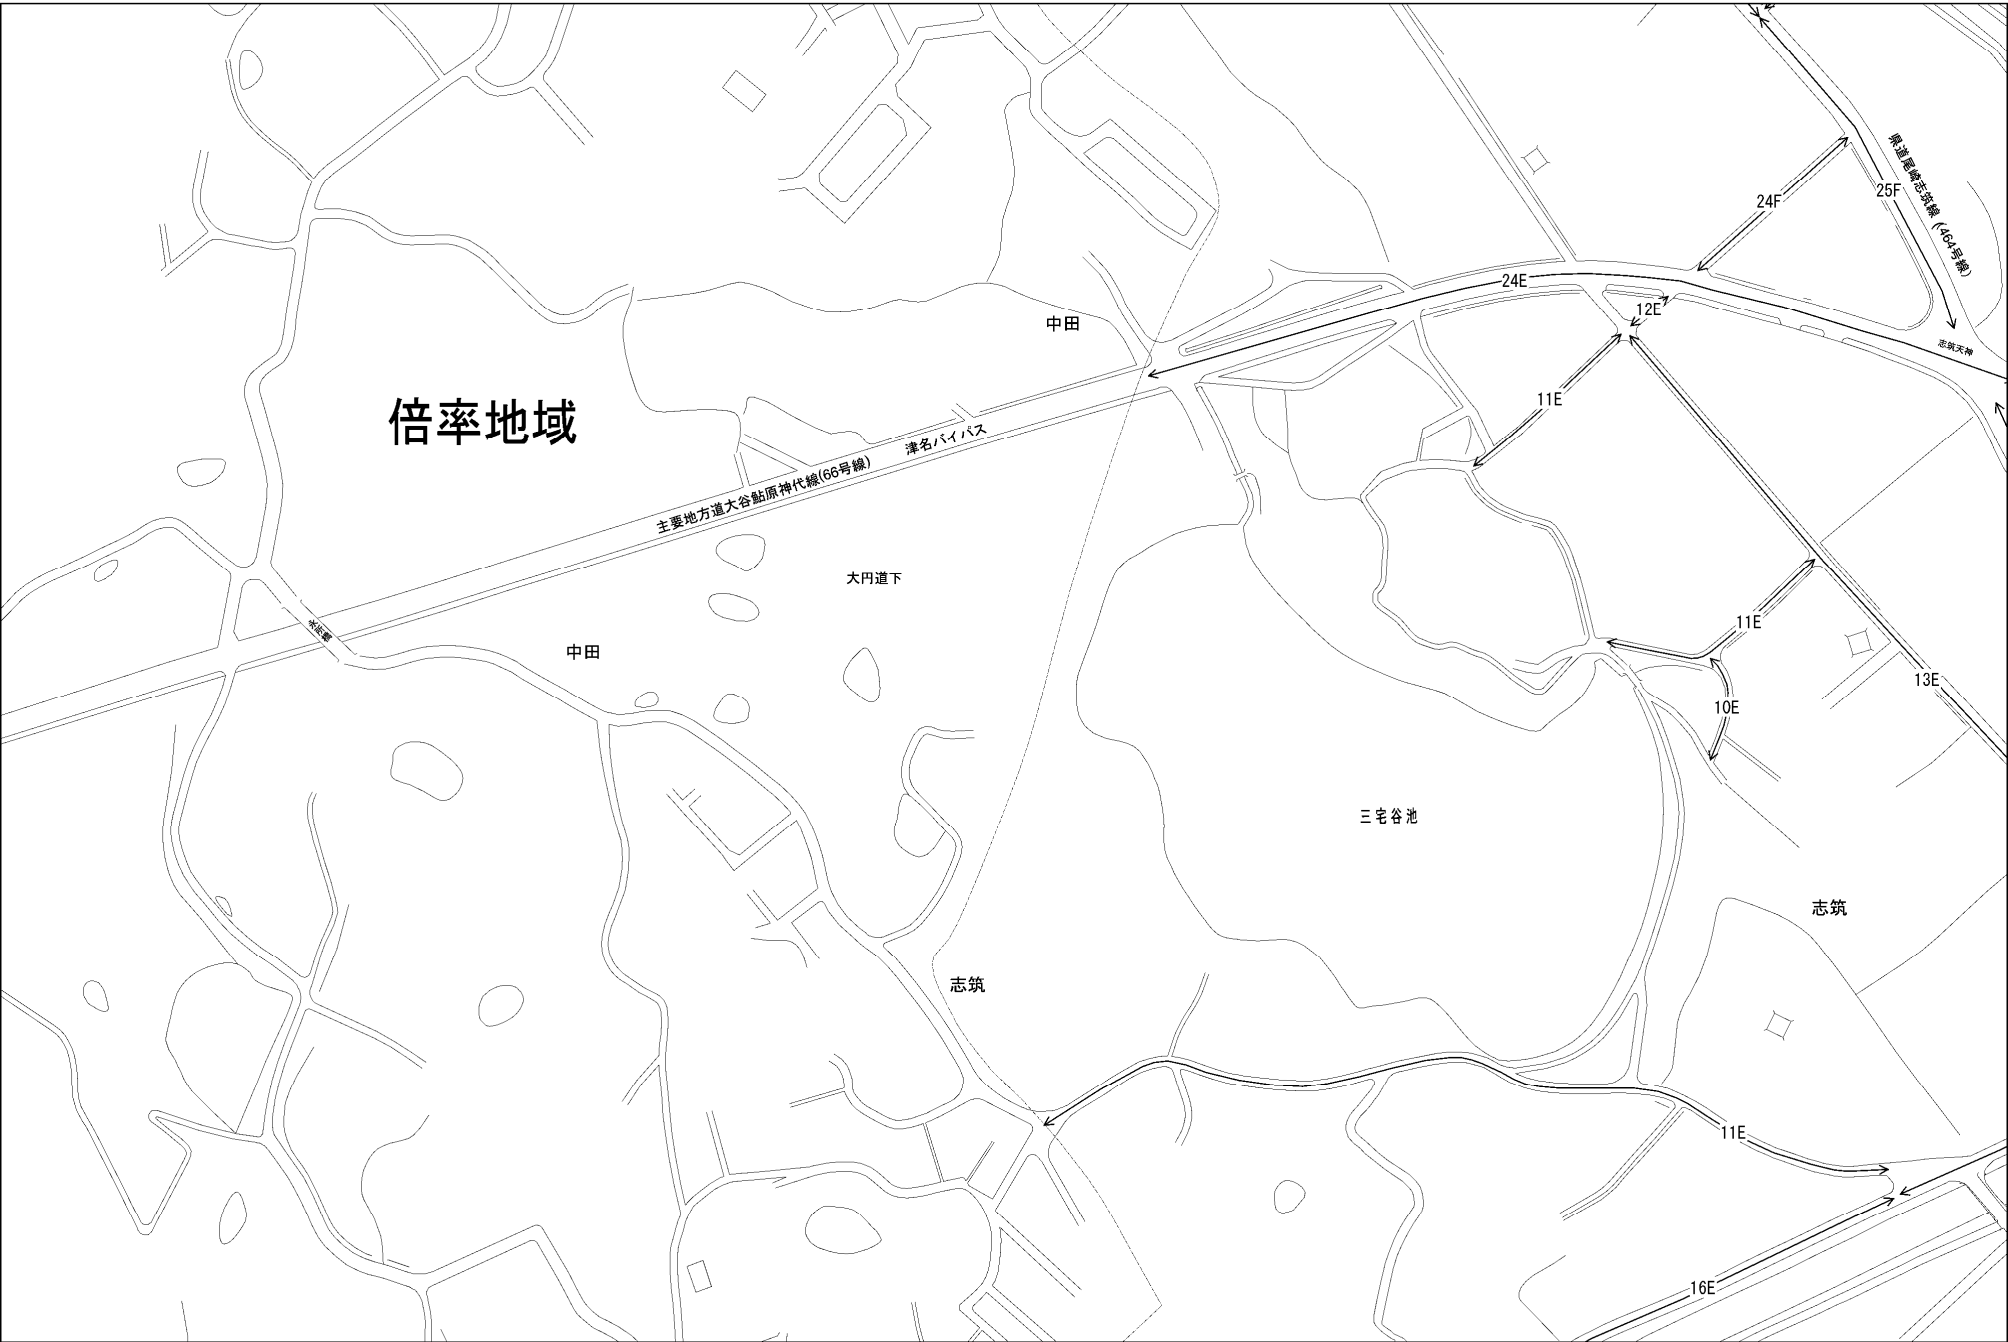 県道尾崎志筑線（464号線）
25F
24F
24E
12E
中田
志筑天神
11E
倍率地域
津名バイパス
主要地方道大谷鮎原神代線(66号線)
大円道下
11E
中田
13E
10E
三宅谷池
志筑
志筑
11E
16E